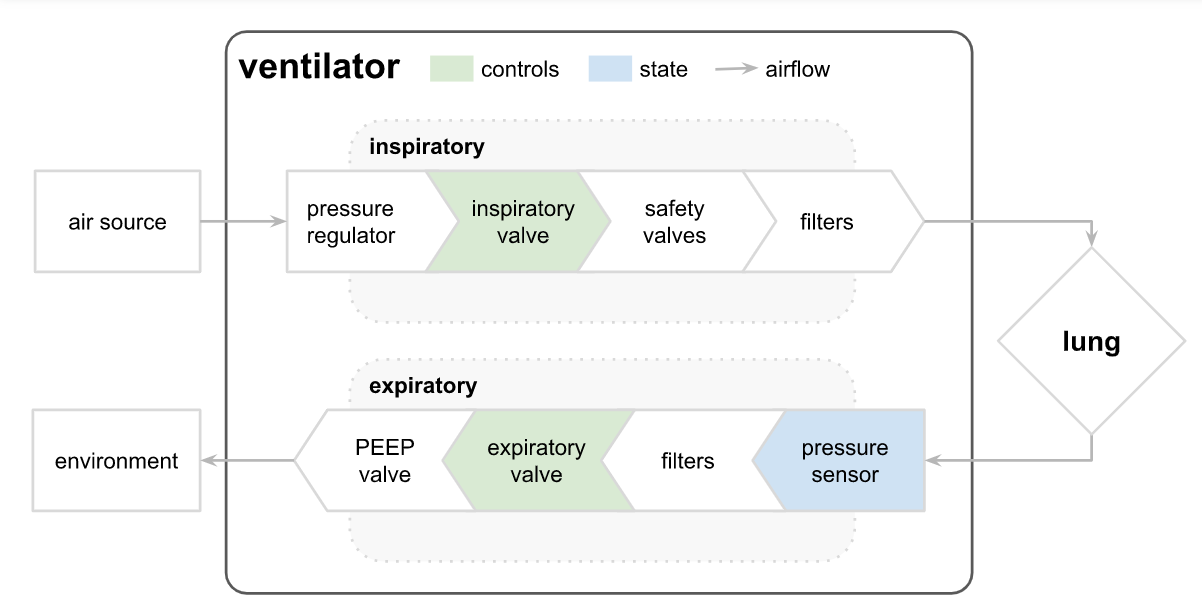 ventilator
controls
state
airflow
inspiratory
air source
pressure
regulator
inspiratory
valve
safety
valves
filters
lung
expiratory
environment
PEEP
valve
expiratory
valve
filters
pressure
sensor